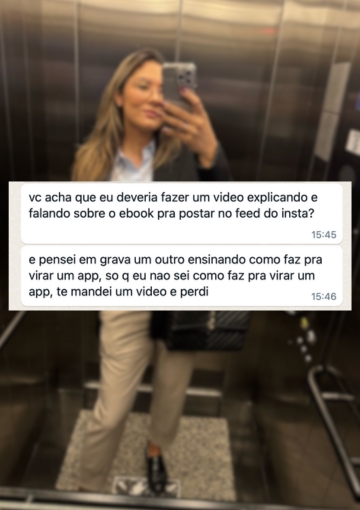 vc acha que eu deveria fazer um video explicando e
falando sobre o ebook pra postar no feed do insta?
15:45
e pensei em grava um outro ensinando como faz pra
virar um app, so q eu nao sei como faz pra virar um
app, te mandei um video e perdi
15:46